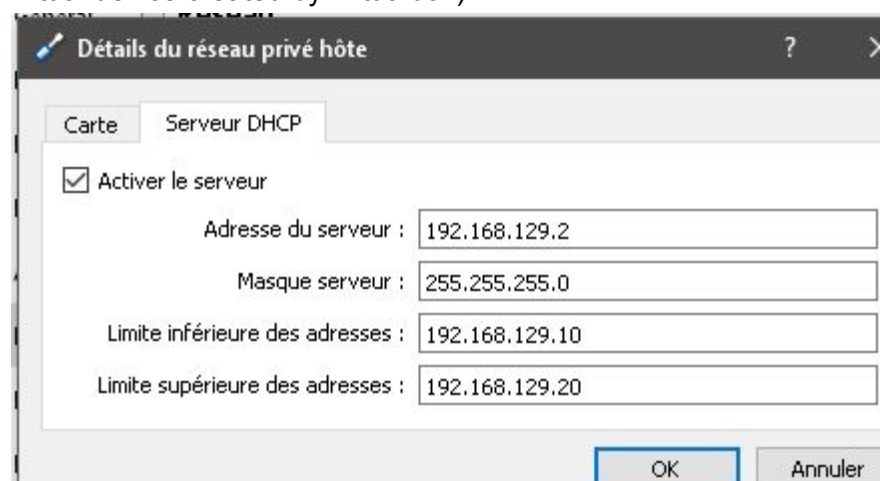 Détails du réseau privé hôte ?
Carte Serveur DHCP
Activer le serveur
Adresse du serveur : 192.168.129.2
Masque serveur : 255.255.255.0
Limite inférieure des adresses : 192.168.129.10
Limite supérieure des adresses : 192.168.129.20
OK Annuler